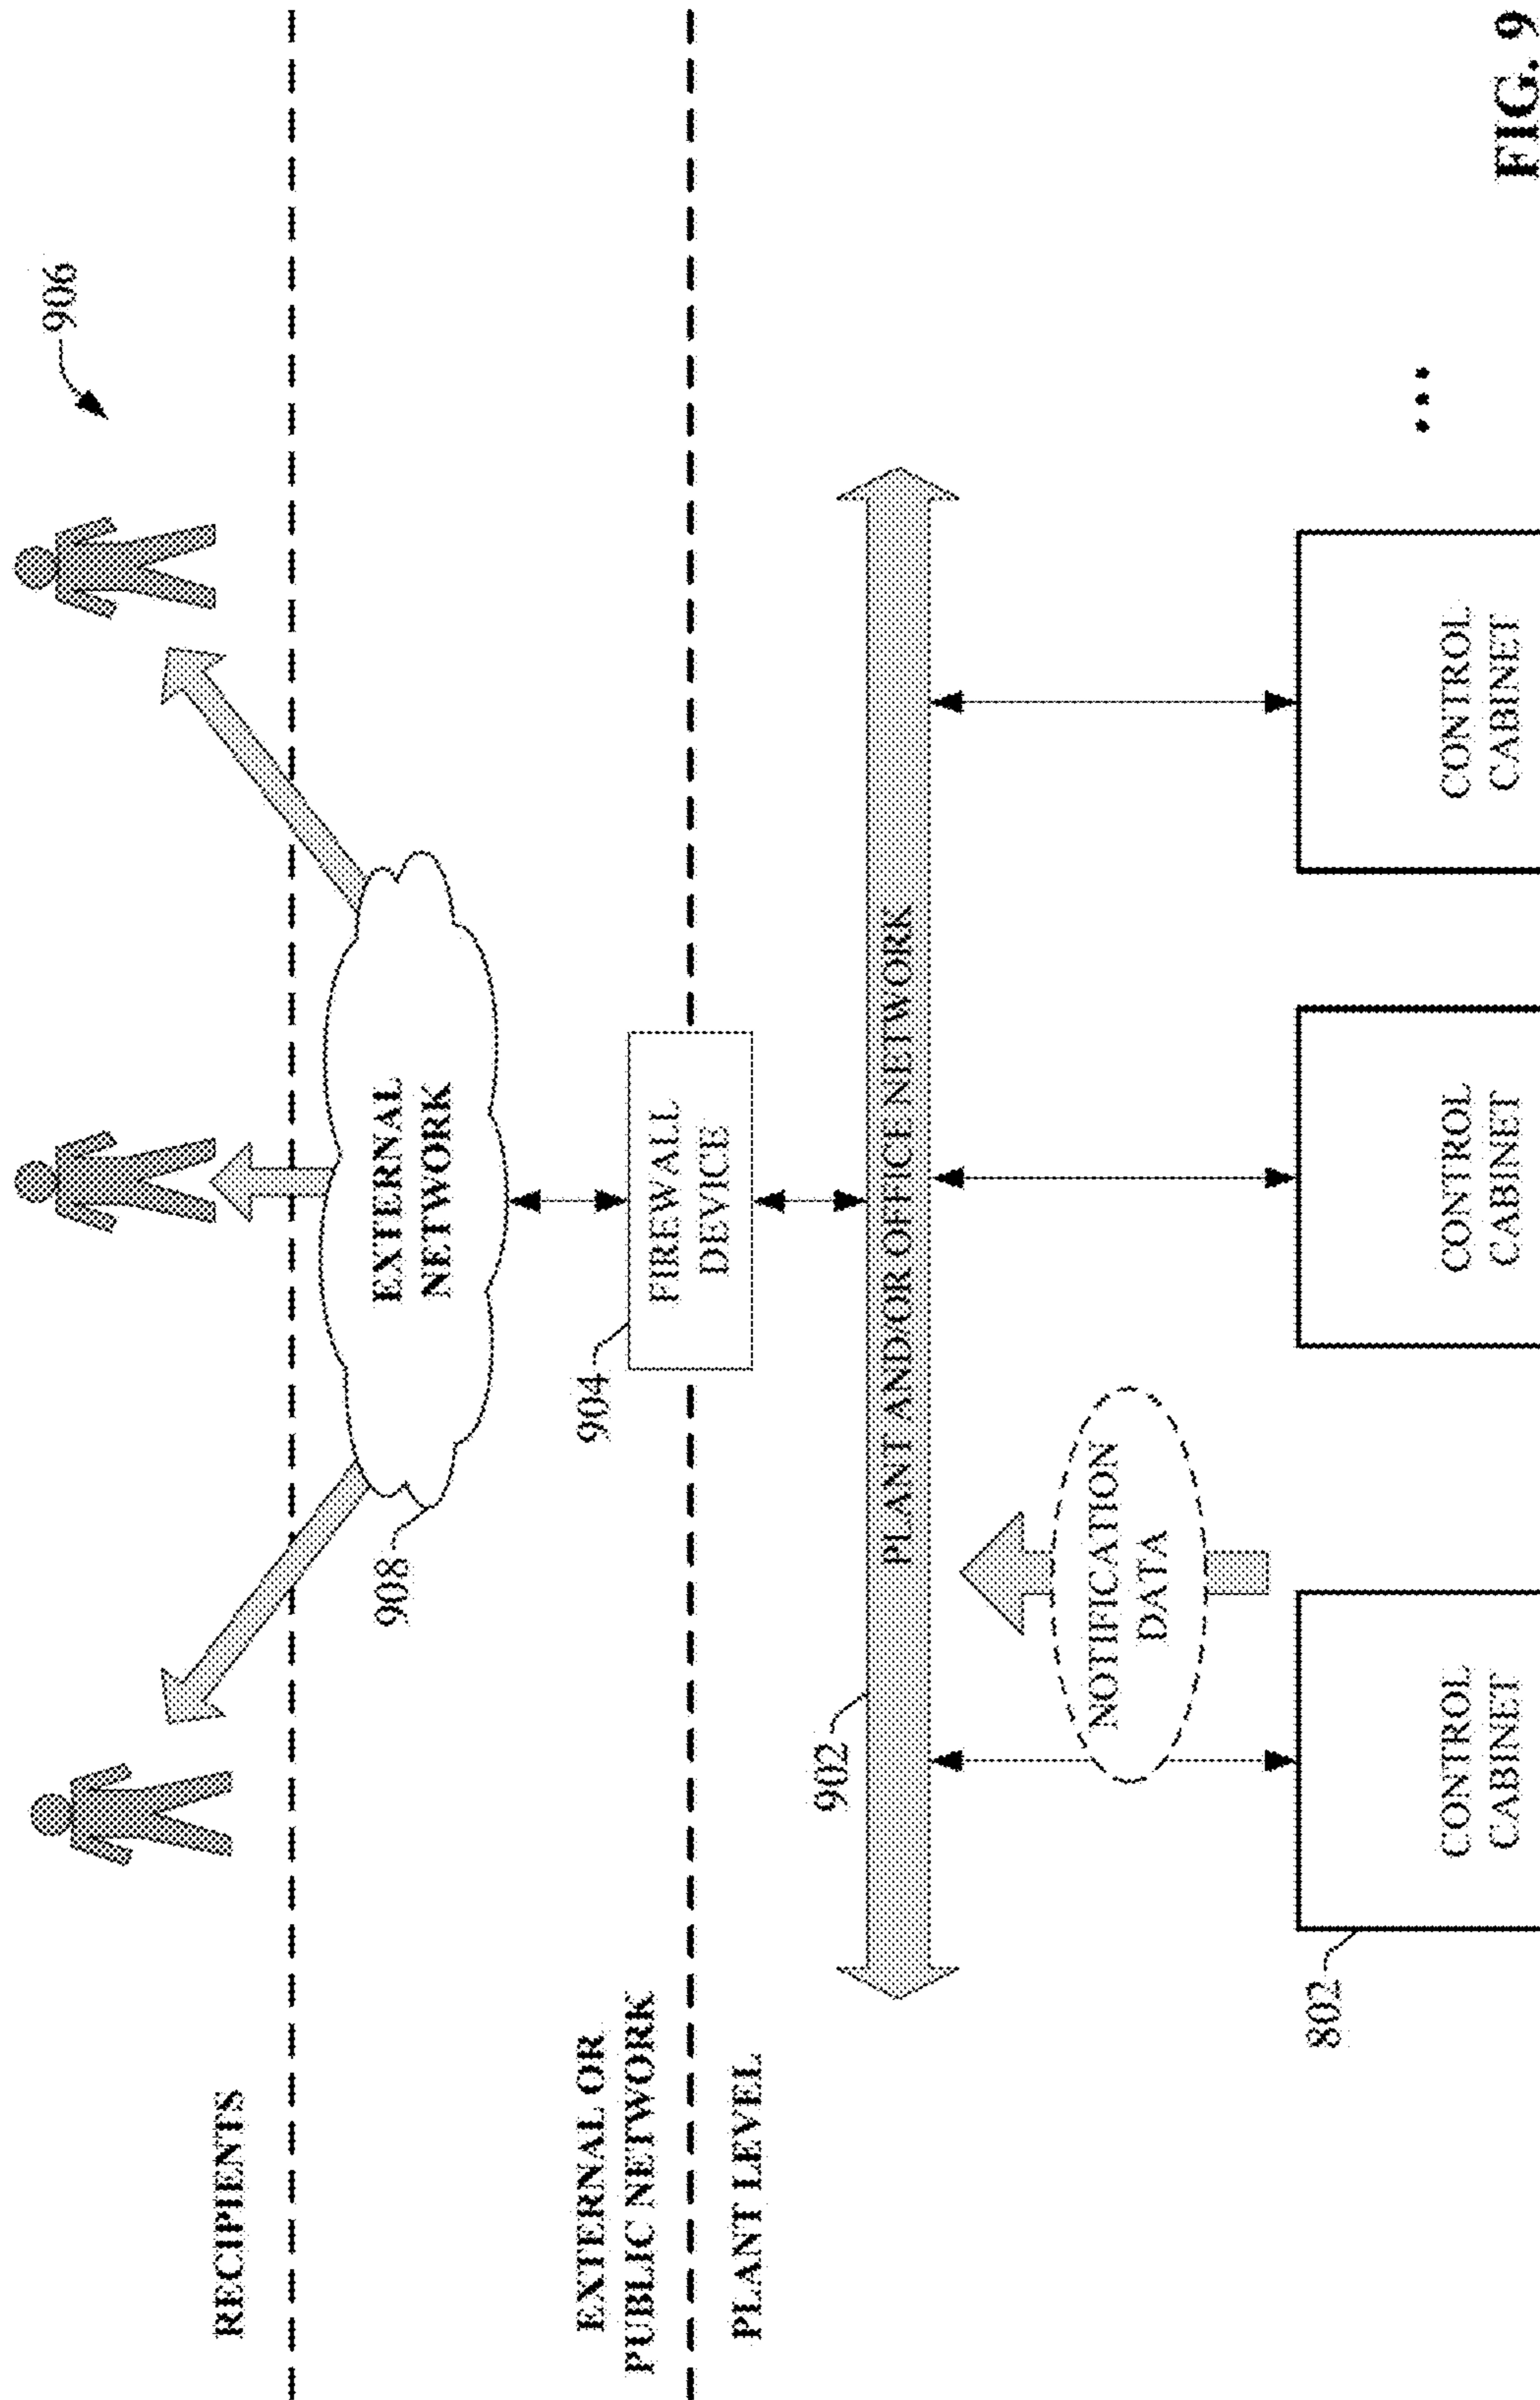 906
RECIPIENTS
EXTERNAL
NETWORK
908
EXTERNAL OR
PUBLIC NETWORK
904
FIREWALL
DEVICE
PLANT LEVEL
902
PLANT AND/OR OFFICE NETWORK
NOTIFICATION
DATA
802
CONTROL
CABINET
CONTROL
CABINET
CONTROL
CABINET
...
FIG. 9